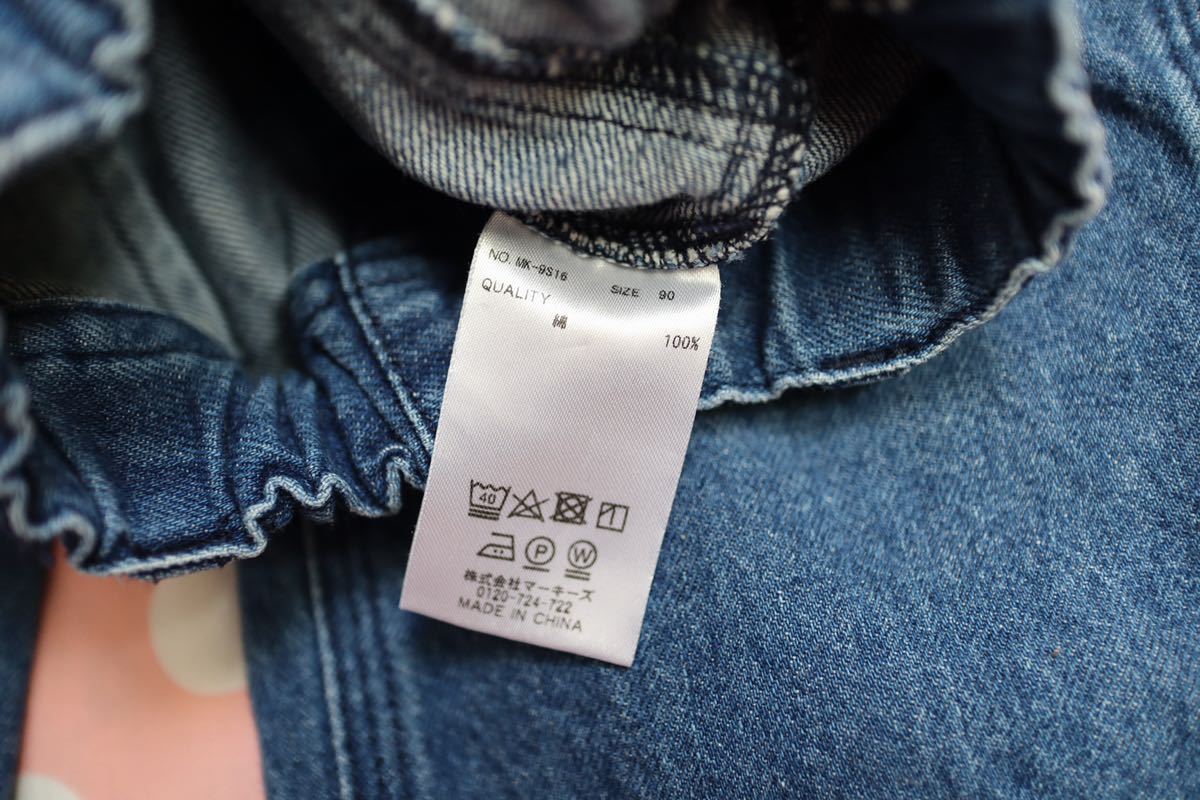 NO. MK-9S16
SIZE 90
QUALITY
綿
100%
40
P
W
株式会社マーキーズ
0120-724-722
MADE IN CHINA